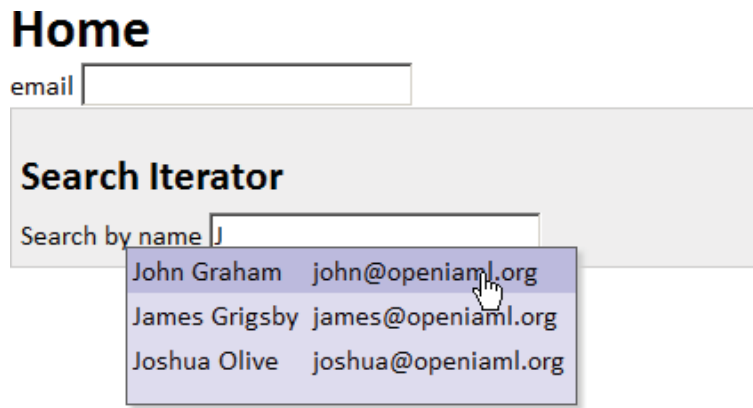 Home
email
Search Iterator
Search by name J
John Graham john@openiaml.org
James Grigsby james@openiaml.org
Joshua Olive joshua@openiaml.org